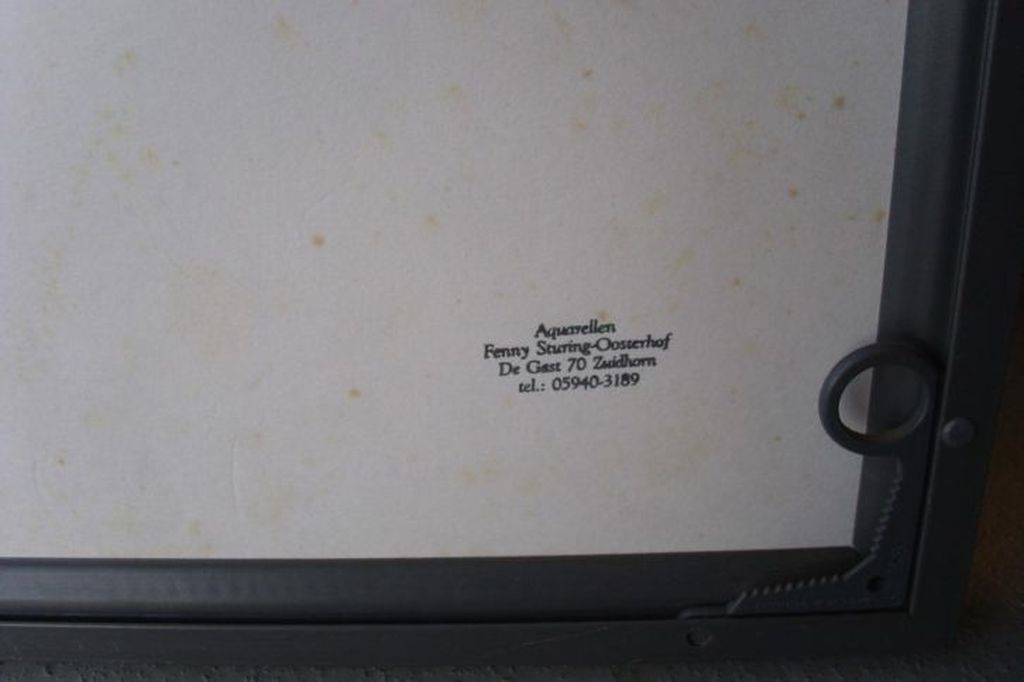 Aquarellen
Fenny Sturing-Oosterhof
De Gast 70 Zuidhorn
tel.: 05940-3189